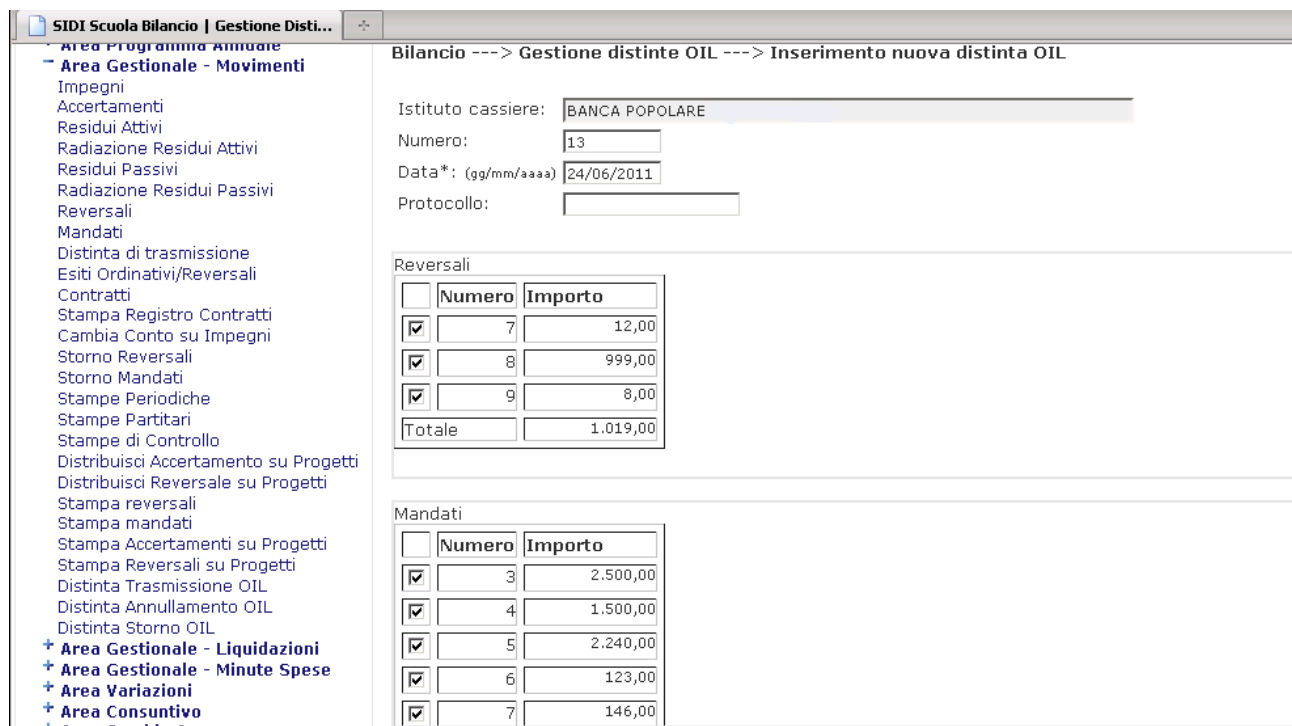 SIDI Scuola Bilancio | Gestione Disti...
Area Programma Annuale
Area Gestionale - Movimenti
Impegni
Accertamenti
Residui Attivi
Radiazione Residui Attivi
Residui Passivi
Radiazione Residui Passivi
Reversali
Mandati
Distinta di trasmissione
Esiti Ordinativi/Reversali
Contratti
Stampa Registro Contratti
Cambia Conto su Impegni
Storno Reversali
Storno Mandati
Stampe Periodiche
Stampe Partitari
Stampe di Controllo
Distribuisci Accertamento su Progetti
Distribuisci Reversale su Progetti
Stampa reversali
Stampa mandati
Stampa Accertamenti su Progetti
Stampa Reversali su Progetti
Distinta Trasmissione OIL
Distinta Annullamento OIL
Distinta Storno OIL
Area Gestionale - Liquidazioni
Area Gestionale - Minute Spese
Area Variazioni
Area Consuntivo
Bilancio ---> Gestione distinte OIL ---> Inserimento nuova distinta OIL
Istituto cassiere: BANCA POPOLARE
Numero: 13
Data*: (gg/mm/aaaa) 24/06/2011
Protocollo:
Reversali
Numero Importo
7 12,00
8 999,00
9 8,00
Totale 1.019,00
Mandati
Numero Importo
3 2.500,00
4 1.500,00
5 2.240,00
6 123,00
7 146,00